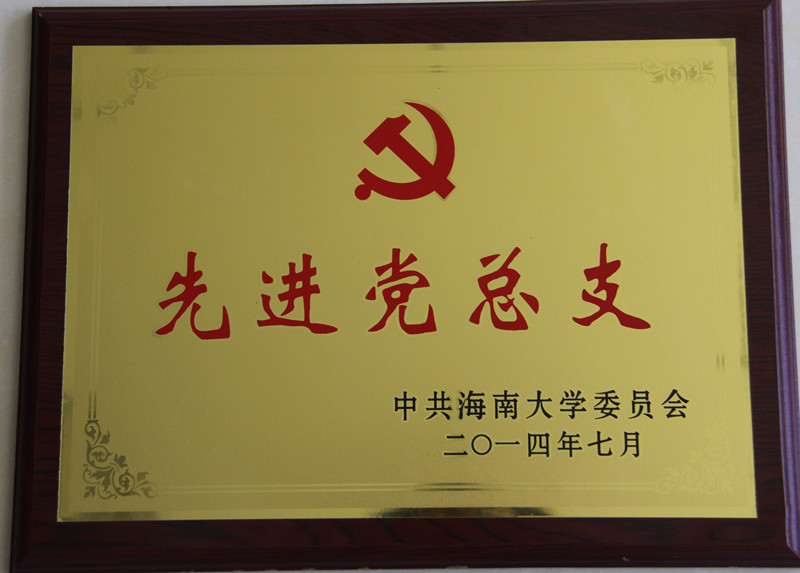 先进党总支
中共海南大学委员会
二〇一四年七月